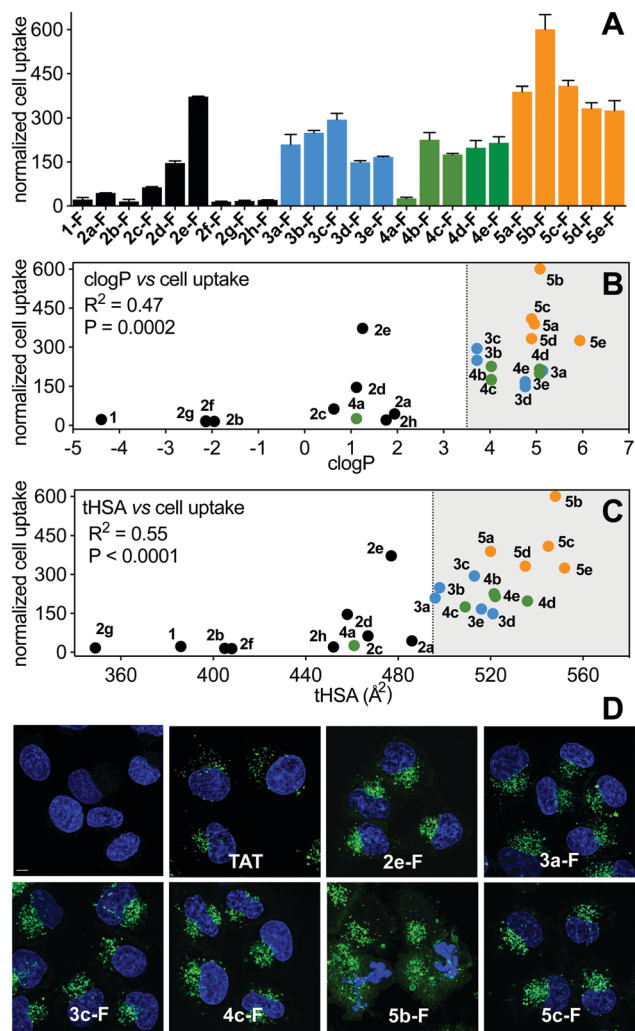 A
normalized cell uptake
600
450
300
150
0
1-F 2a-F 2b-F 2c-F 2d-F 2e-F 2f-F 2g-F 2h-F 3a-F 3b-F 3c-F 3d-F 3e-F 4a-F 4b-F 4c-F 4d-F 4e-F 5a-F 5b-F 5c-F 5d-F 5e-F
B
clogP vs cell uptake
R² = 0.47
P = 0.0002
normalized cell uptake
600
450
300
150
0
5b
5c
5a
5d
5e
2e
3c
3b
4d
4e
3a
4b
4c
3e
3d
2d
4a
2a
2c
2h
2f
2g
2b
1
-5 -4 -3 -2 -1 0 1 2 3 4 5 6 7
clogP
C
tHSA vs cell uptake
R² = 0.55
P < 0.0001
normalized cell uptake
600
450
300
150
0
5b
5a
5c
5d
5e
2e
3c
3b
4b
3a
4e
4d
4c
3e
3d
2d
4a
2c
2a
2h
2g
1
2b
2f
360 400 440 480 520 560
tHSA (Å²)
D
TAT
2e-F
3a-F
3c-F
4c-F
5b-F
5c-F